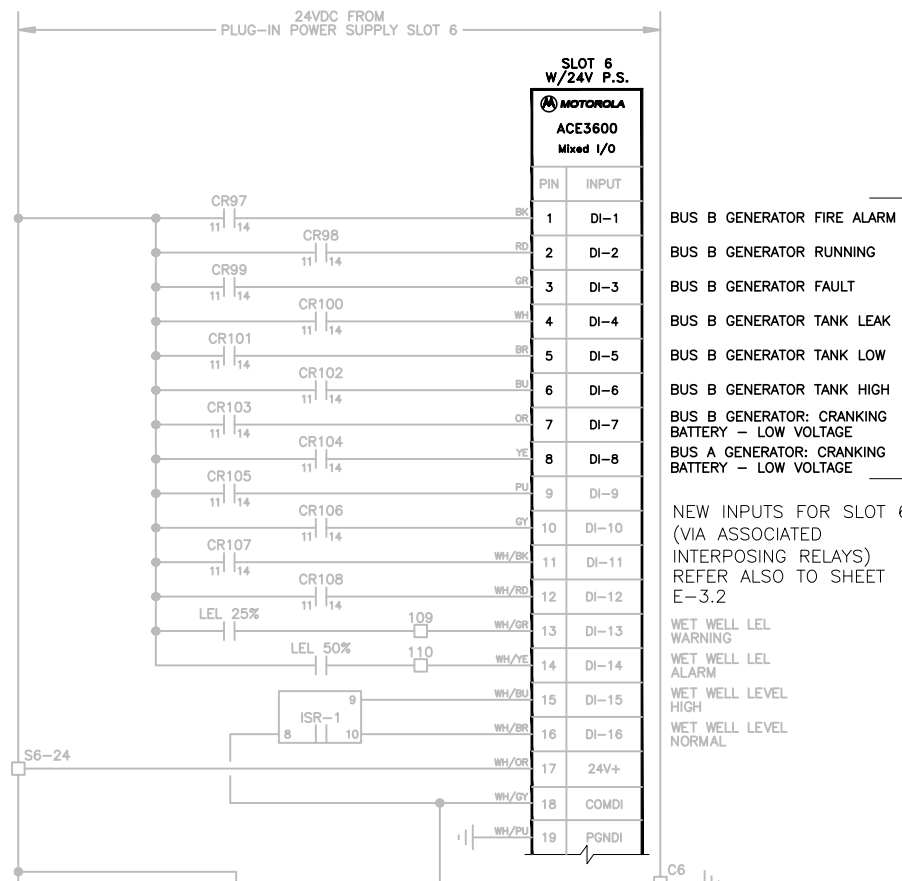 24VDC FROM
PLUG-IN POWER SUPPLY SLOT 6
SLOT 6
W/24V P.S.
M MOTOROLA
ACE3600
Mixed I/O
PIN INPUT
CR97
11 14
BK 1 DI-1 BUS B GENERATOR FIRE ALARM
CR98
11 14
RD 2 DI-2 BUS B GENERATOR RUNNING
CR99
11 14
GR 3 DI-3 BUS B GENERATOR FAULT
CR100
11 14
WH 4 DI-4 BUS B GENERATOR TANK LEAK
CR101
11 14
BR 5 DI-5 BUS B GENERATOR TANK LOW
CR102
11 14
BU 6 DI-6 BUS B GENERATOR TANK HIGH
CR103
11 14
OR 7 DI-7 BUS B GENERATOR: CRANKING
BATTERY - LOW VOLTAGE
CR104
11 14
YE 8 DI-8 BUS A GENERATOR: CRANKING
BATTERY - LOW VOLTAGE
CR105
11 14
PU 9 DI-9
CR106
11 14
GY 10 DI-10
NEW INPUTS FOR SLOT 6
(VIA ASSOCIATED
INTERPOSING RELAYS)
REFER ALSO TO SHEET
E-3.2
CR107
11 14
WH/BK 11 DI-11
CR108
11 14
WH/RD 12 DI-12
LEL 25% 109 WH/GR 13 DI-13 WET WELL LEL
WARNING
LEL 50% 110 WH/YE 14 DI-14 WET WELL LEL
ALARM
9 WH/BU 15 DI-15 WET WELL LEVEL
HIGH
ISR-1
8 10 WH/BR 16 DI-16 WET WELL LEVEL
NORMAL
S6-24 WH/OR 17 24V+
WH/GY 18 COMDI
WH/PU 19 PGNDI
C6